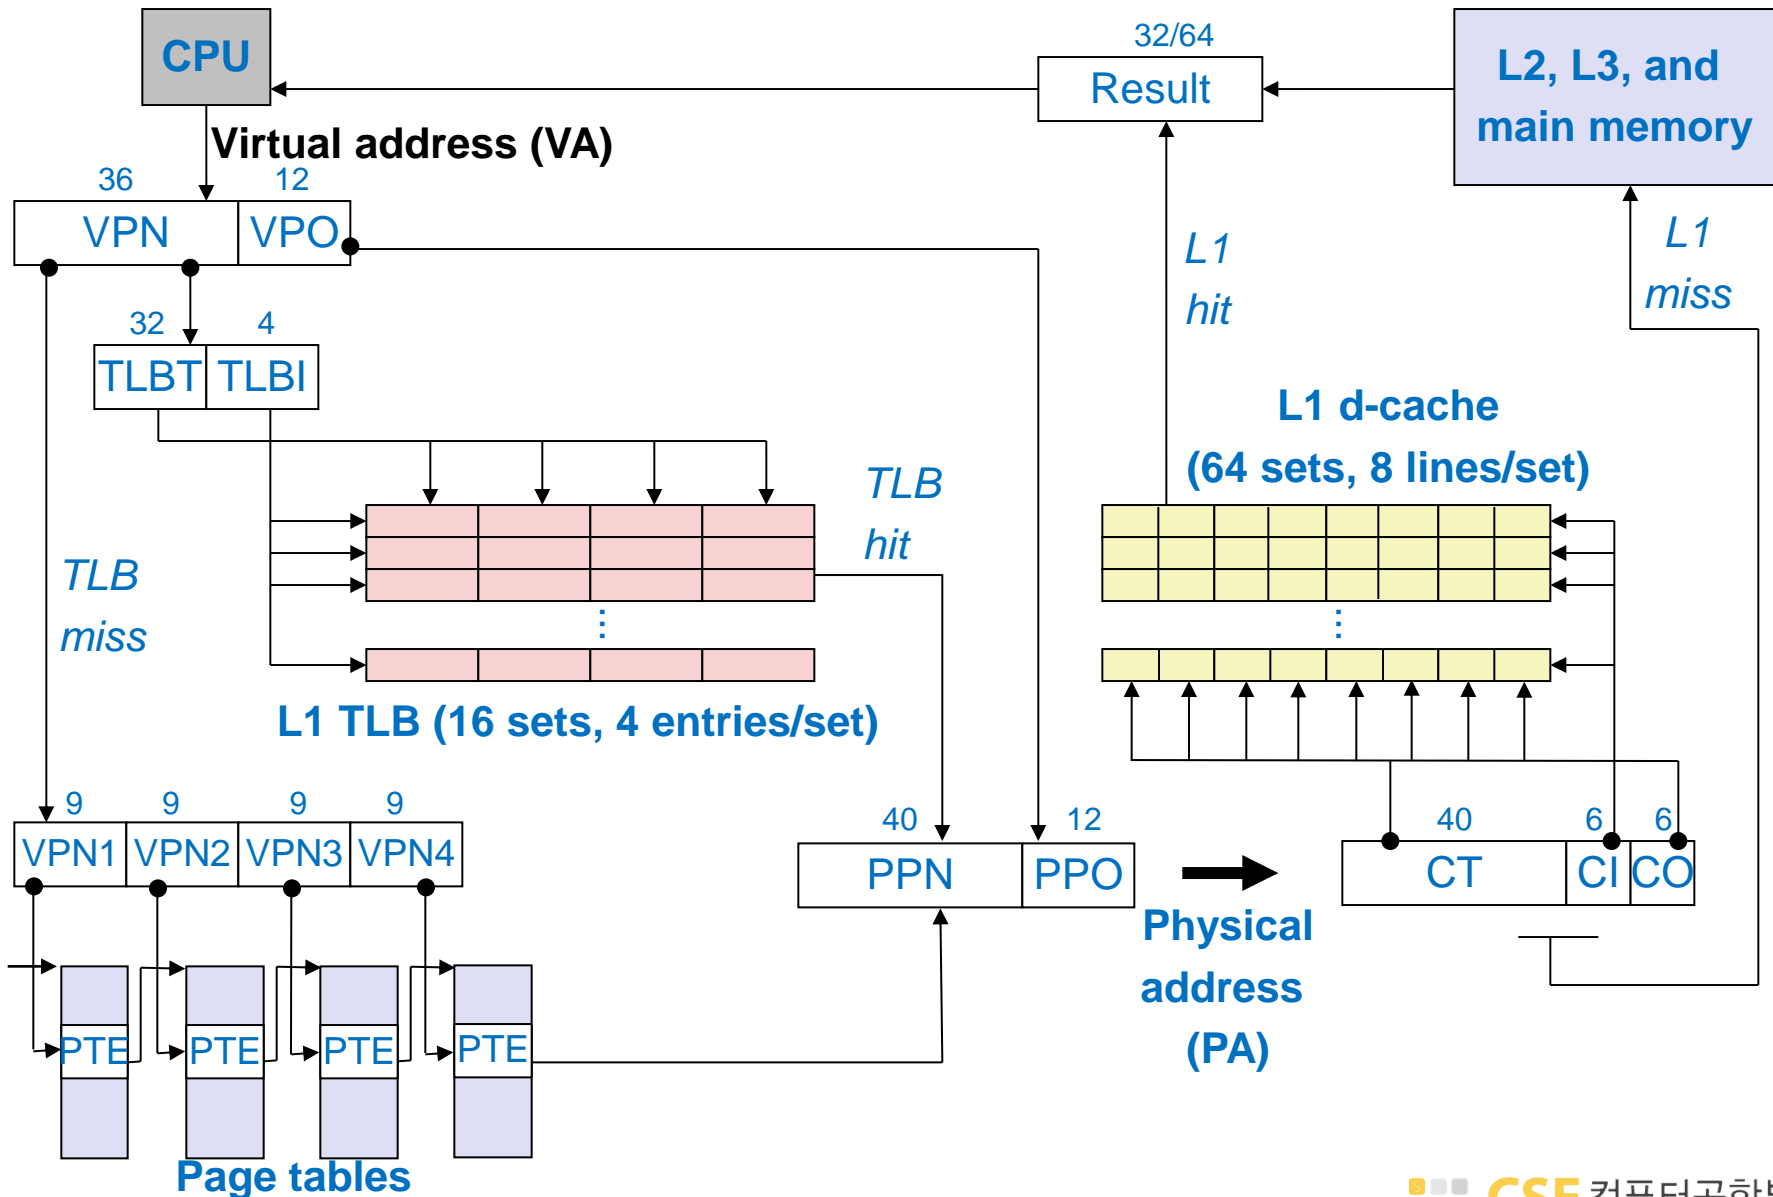 CPU
32/64
Result
L2, L3, and
main memory
Virtual address (VA)
36
12
VPN
VPO
L1
hit
L1
miss
32
4
TLBT
TLBI
L1 d-cache
(64 sets, 8 lines/set)
TLB
hit
TLB
miss
...
...
L1 TLB (16 sets, 4 entries/set)
9
9
9
9
VPN1
VPN2
VPN3
VPN4
40
12
PPN
PPO
40
6
6
CT
CI
CO
Physical
address
(PA)
PTE
PTE
PTE
PTE
Page tables
CSE